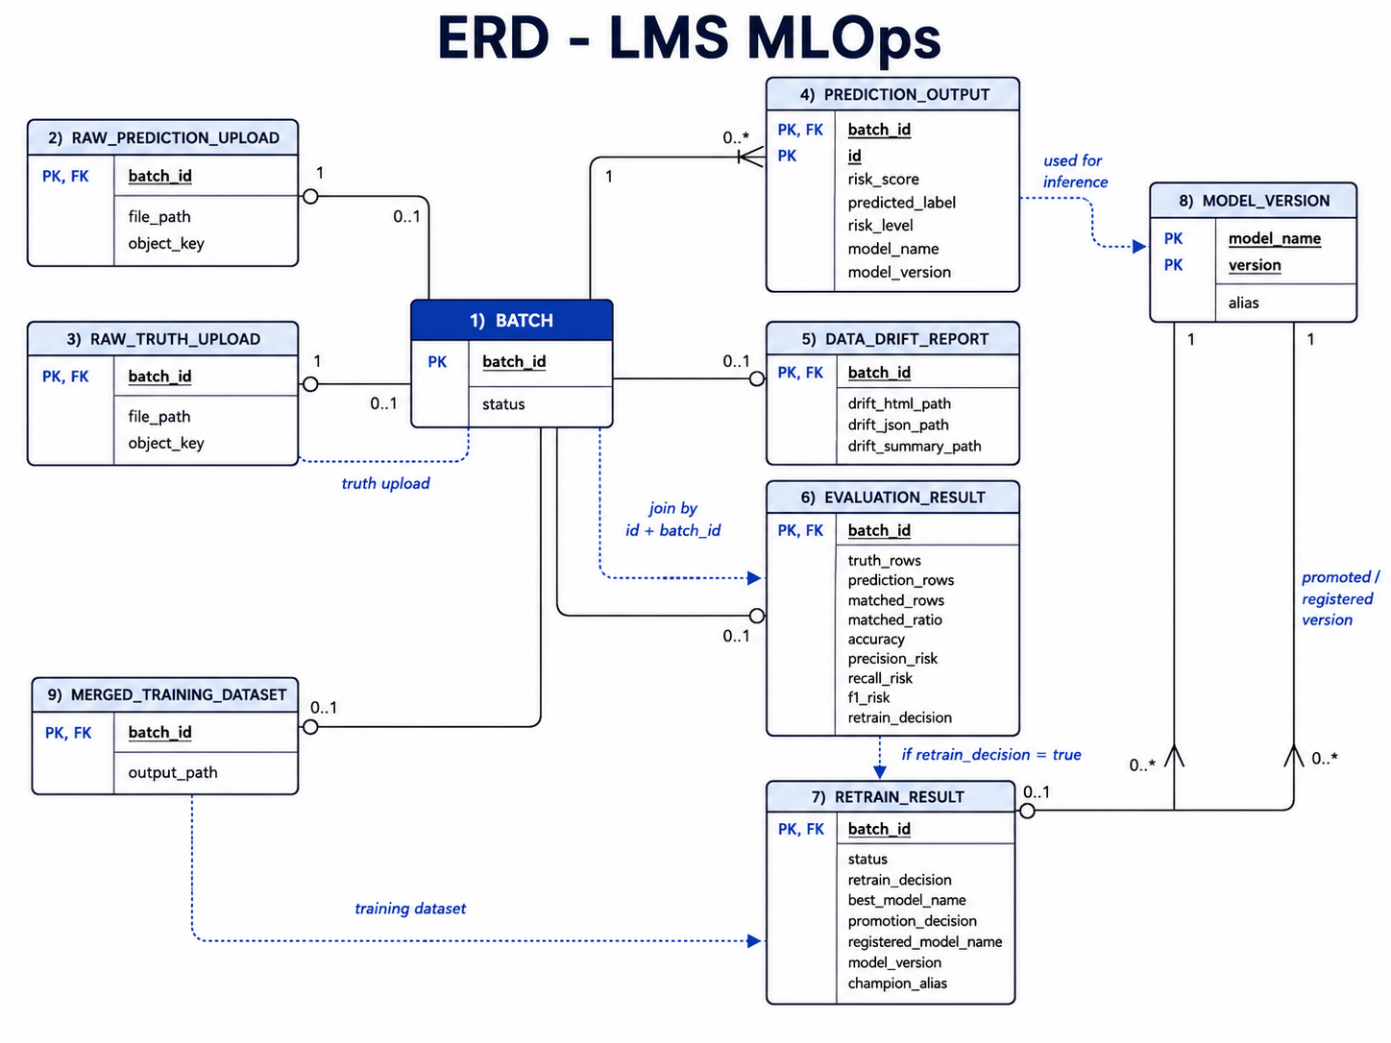 ERD - LMS MLOps
2) RAW_PREDICTION_UPLOAD
PK, FK batch_id
file_path
object_key
1
0..1
3) RAW_TRUTH_UPLOAD
PK, FK batch_id
file_path
object_key
1
0..1
truth upload
1) BATCH
PK batch_id
status
1
0..*
4) PREDICTION_OUTPUT
PK, FK batch_id
PK id
risk_score
predicted_label
risk_level
model_name
model_version
used for
inference
8) MODEL_VERSION
PK model_name
PK version
alias
1
1
0..1
5) DATA_DRIFT_REPORT
PK, FK batch_id
drift_html_path
drift_json_path
drift_summary_path
join by
id + batch_id
0..1
6) EVALUATION_RESULT
PK, FK batch_id
truth_rows
prediction_rows
matched_rows
matched_ratio
accuracy
precision_risk
recall_risk
f1_risk
retrain_decision
promoted /
registered
version
if retrain_decision = true
0..*
0..*
9) MERGED_TRAINING_DATASET
PK, FK batch_id
output_path
0..1
training dataset
7) RETRAIN_RESULT
0..1
PK, FK batch_id
status
retrain_decision
best_model_name
promotion_decision
registered_model_name
model_version
champion_alias